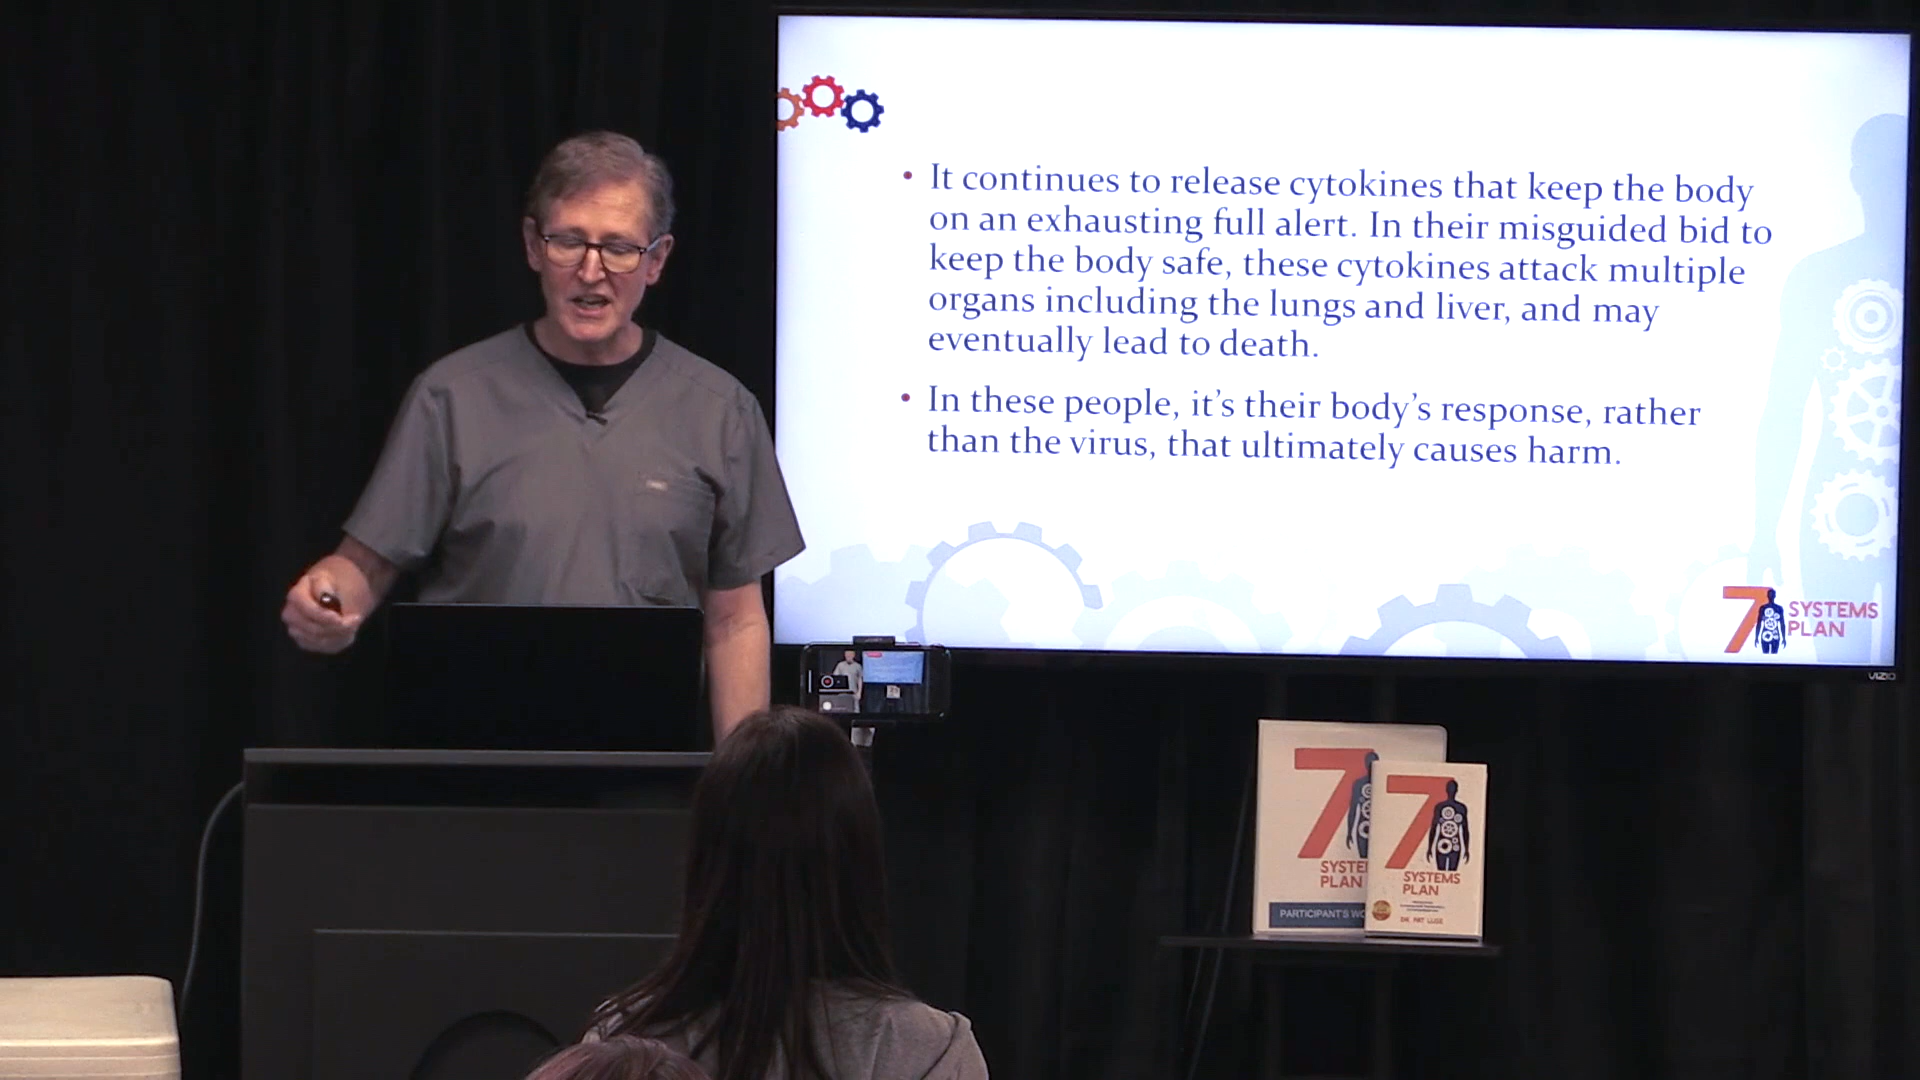 • It continues to release cytokines that keep the body
on an exhausting full alert. In their misguided bid to
keep the body safe, these cytokines attack multiple
organs including the lungs and liver, and may
eventually lead to death.
• In these people, it’s their body’s response, rather
than the virus, that ultimately causes harm.
7 SYSTEMS
PLAN
VIZIO
7
SYSTE
PLAN
PARTICIPANT'S WO
7
SYSTEMS
PLAN
DR. PAT LUSE